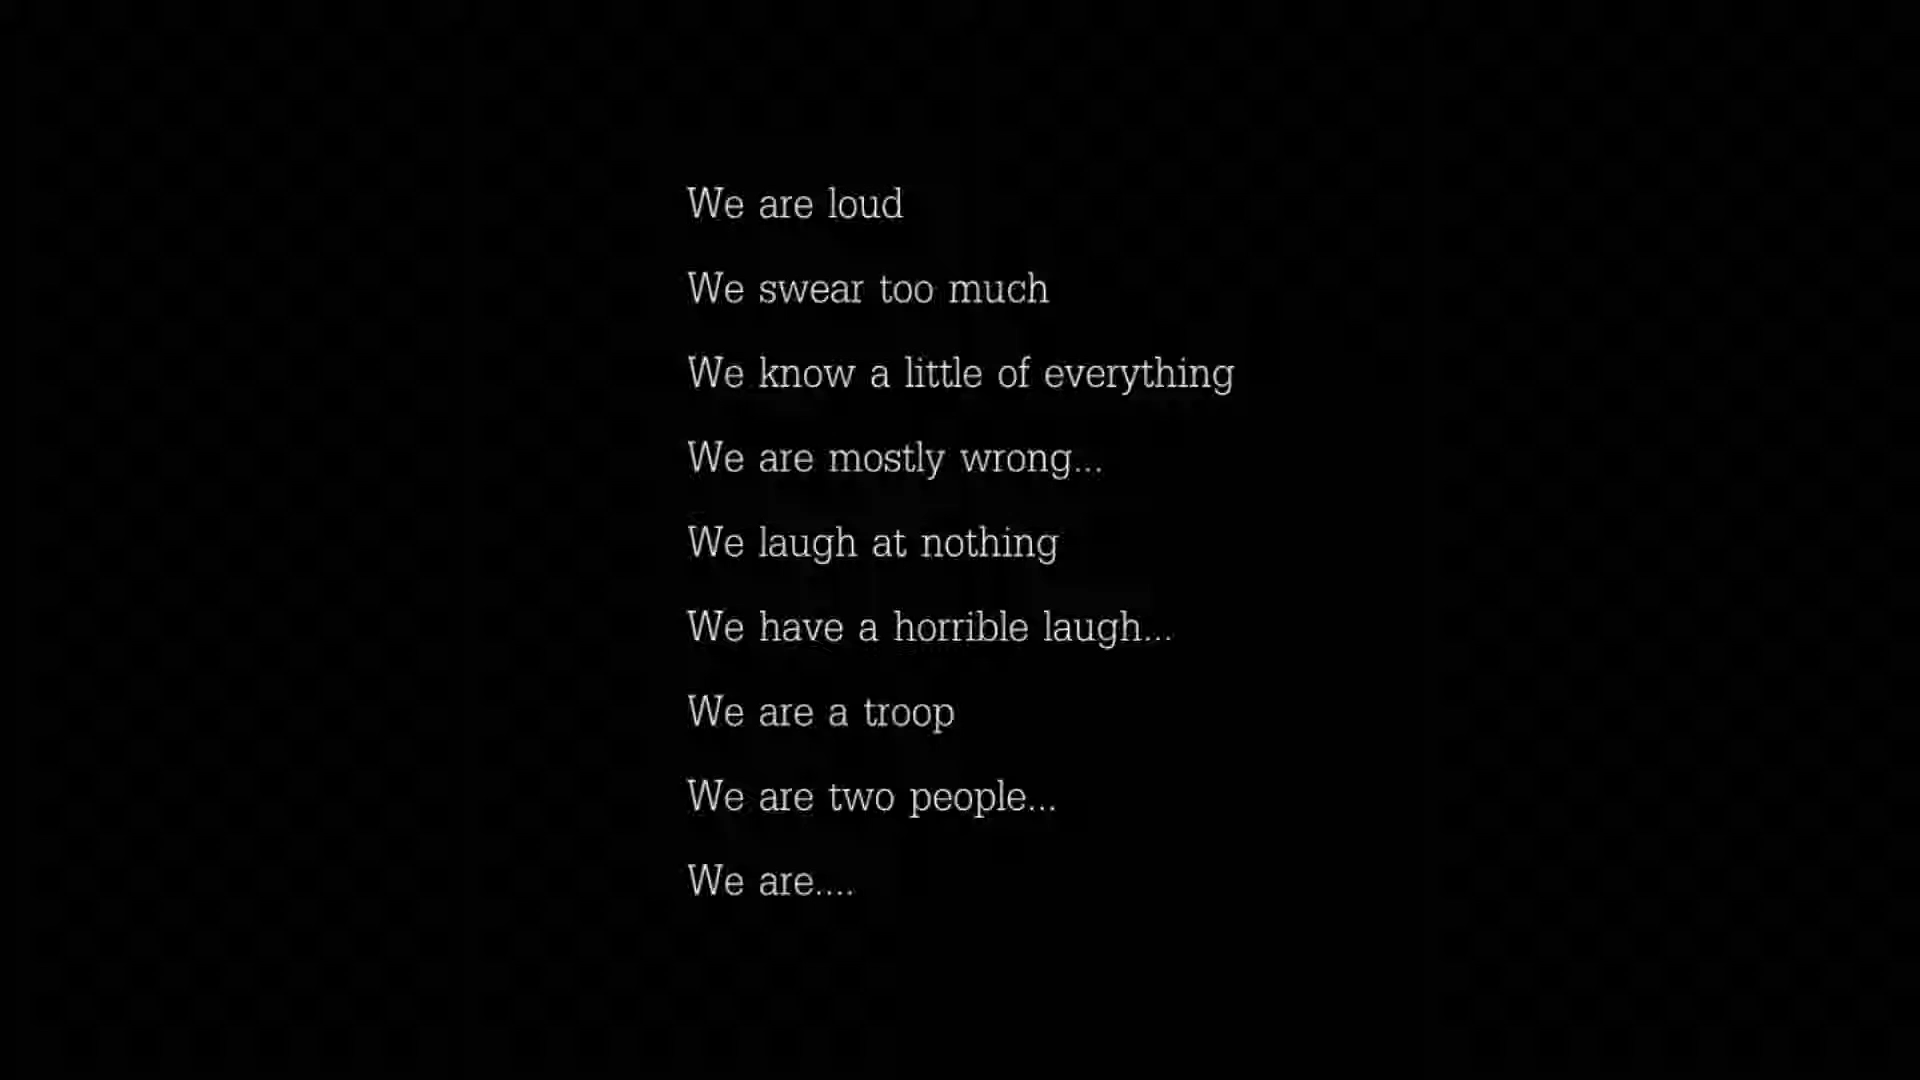 We are loud
We swear too much
We know a little of everything
We are mostly wrong...
We laugh at nothing
We have a horrible laugh...
We are a troop
We are two people...
We are....